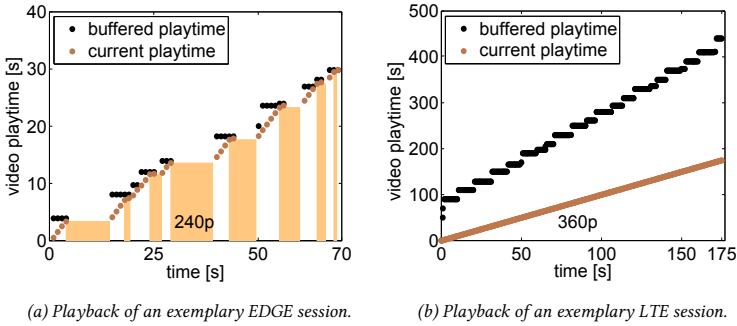 buffered playtime
current playtime
video playtime [s]
40
30
20
10
0
240p
0
25
50
70
time [s]
(a) Playback of an exemplary EDGE session.
buffered playtime
current playtime
video playtime [s]
500
400
300
200
100
0
360p
0
50
100
150
175
time [s]
(b) Playback of an exemplary LTE session.